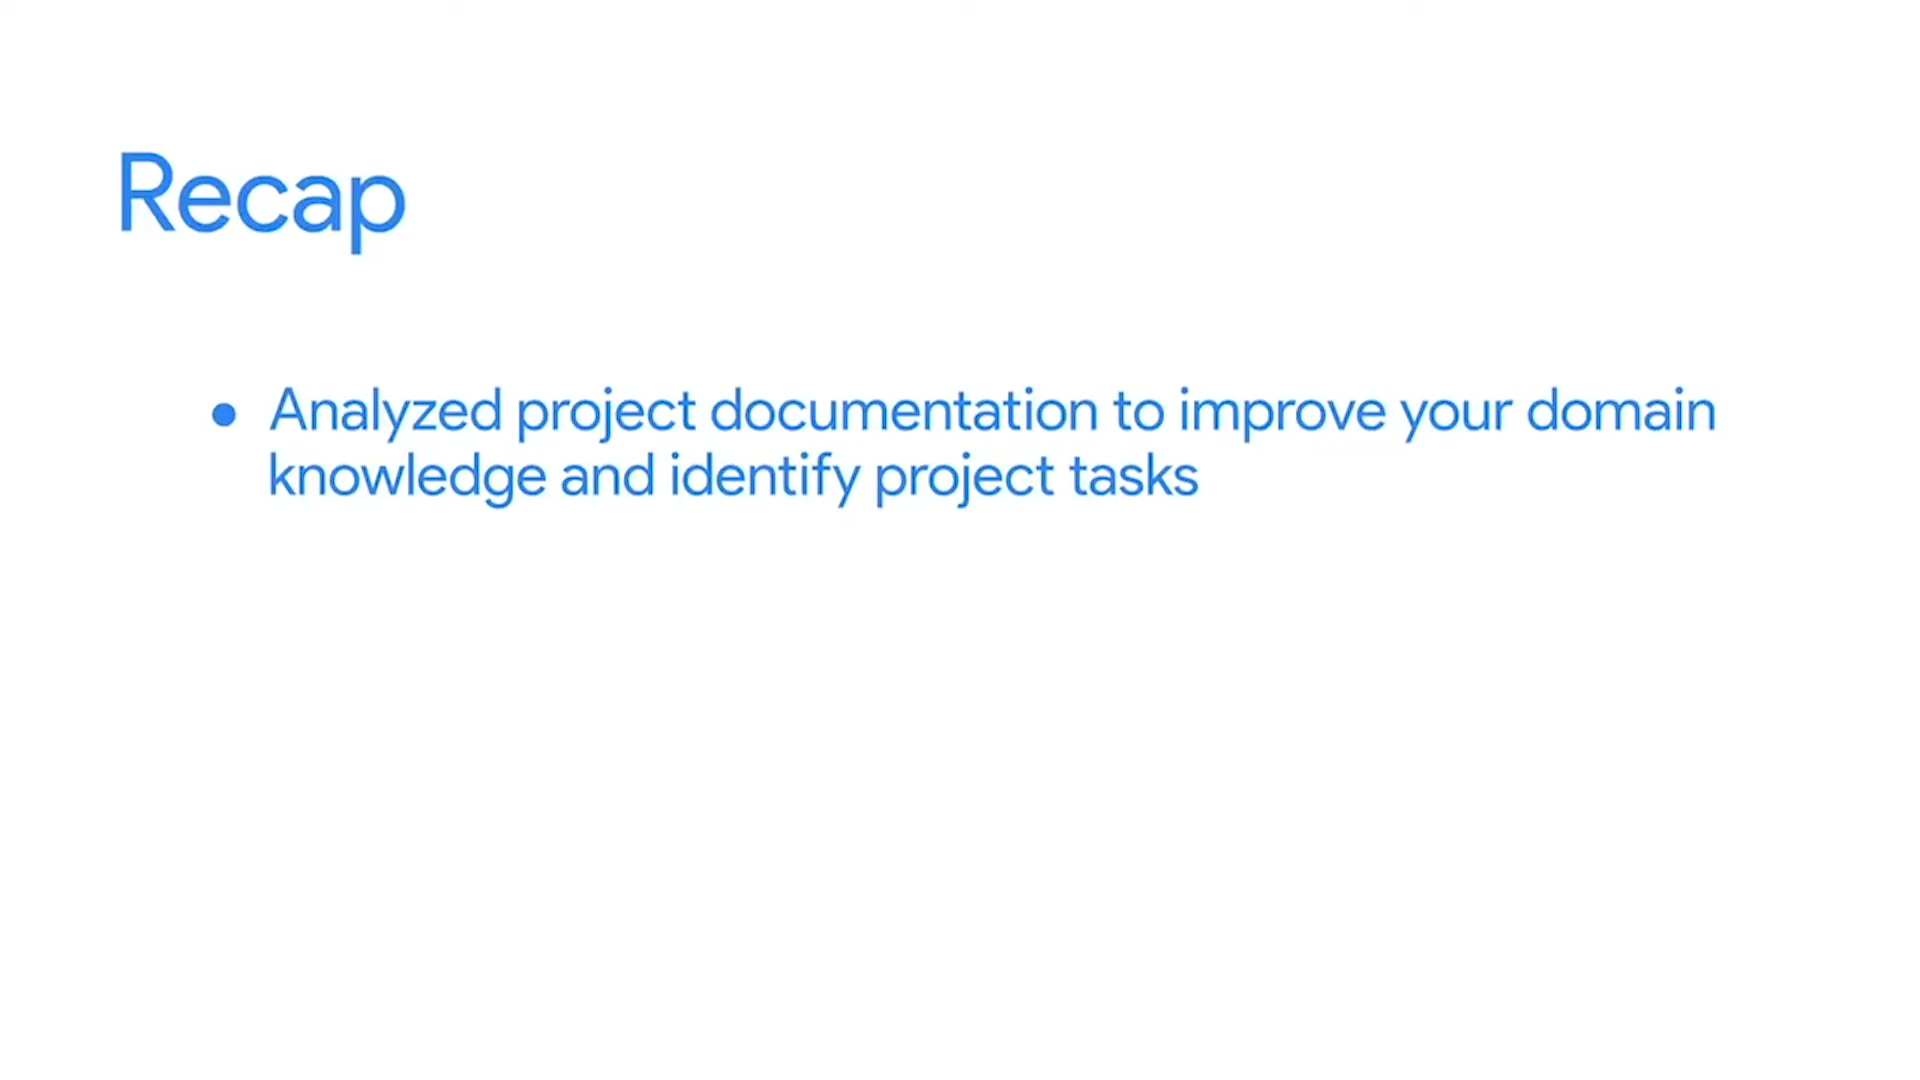 Recap
● Analyzed project documentation to improve your domain
knowledge and identify project tasks